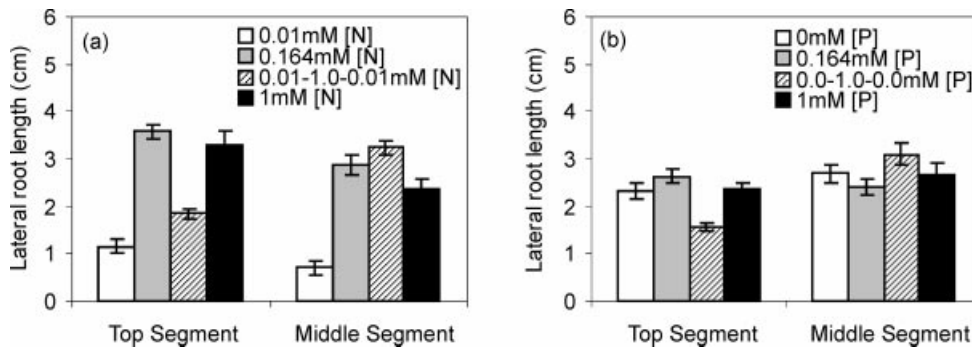 6
5
4
3
2
1
0
Lateral root length (cm)
(a)
0.01mM [N]
0.164mM [N]
0.01-1.0-0.01mM [N]
1mM [N]
Top Segment
Middle Segment
6
5
4
3
2
1
0
Lateral root length (cm)
(b)
0mM [P]
0.164mM [P]
0.0-1.0-0.0mM [P]
1mM [P]
Top Segment
Middle Segment